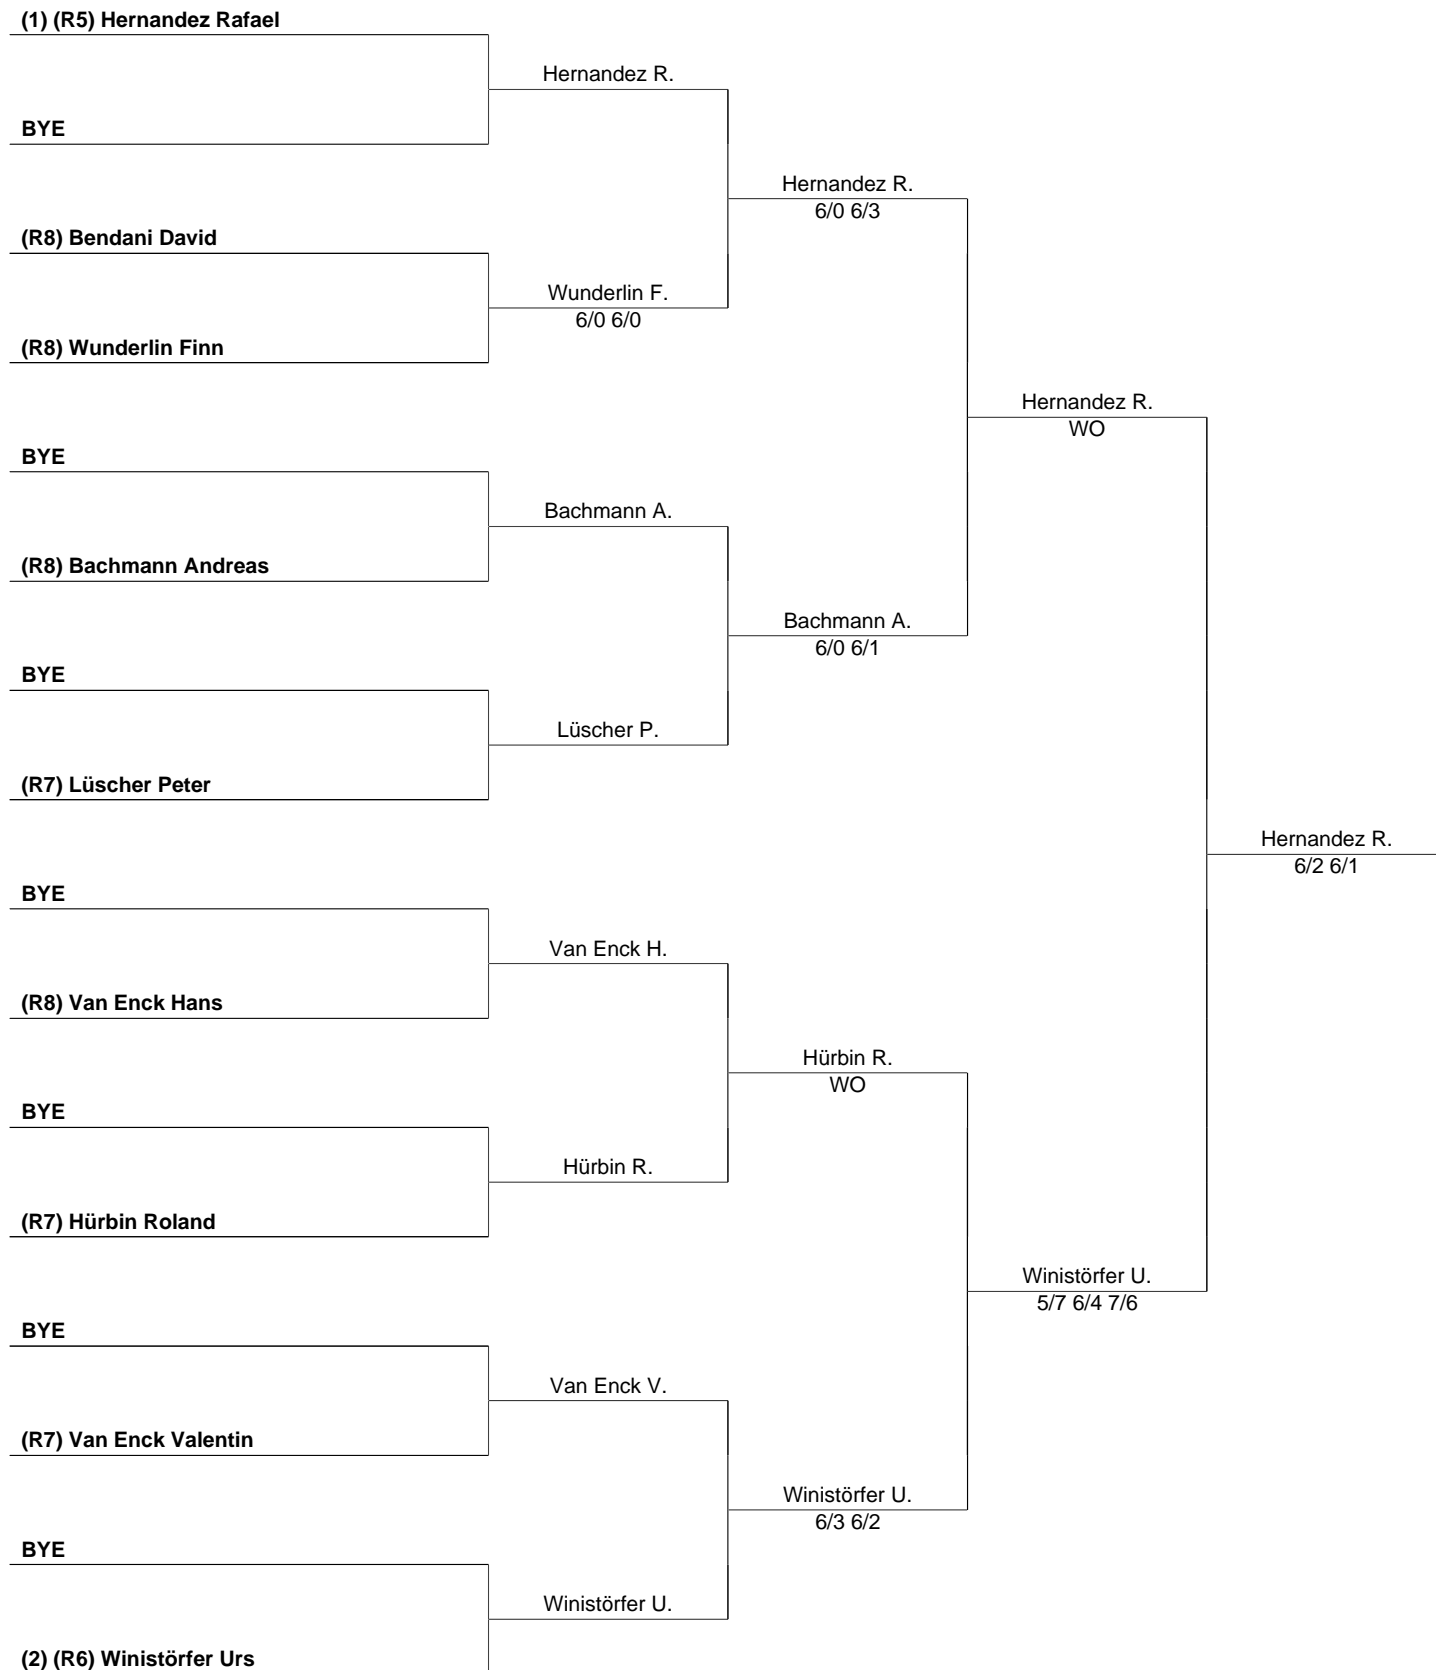 (1) (R5) Hernandez Rafael
Hernandez R.
BYE
Hernandez R.
6/0 6/3
(R8) Bendani David
Wunderlin F.
6/0 6/0
(R8) Wunderlin Finn
Hernandez R.
WO
BYE
Bachmann A.
(R8) Bachmann Andreas
Bachmann A.
6/0 6/1
BYE
Lüscher P.
(R7) Lüscher Peter
Hernandez R.
6/2 6/1
BYE
Van Enck H.
(R8) Van Enck Hans
Hürbin R.
WO
BYE
Hürbin R.
(R7) Hürbin Roland
Winistörfer U.
5/7 6/4 7/6
BYE
Van Enck V.
(R7) Van Enck Valentin
Winistörfer U.
6/3 6/2
BYE
Winistörfer U.
(2) (R6) Winistörfer Urs